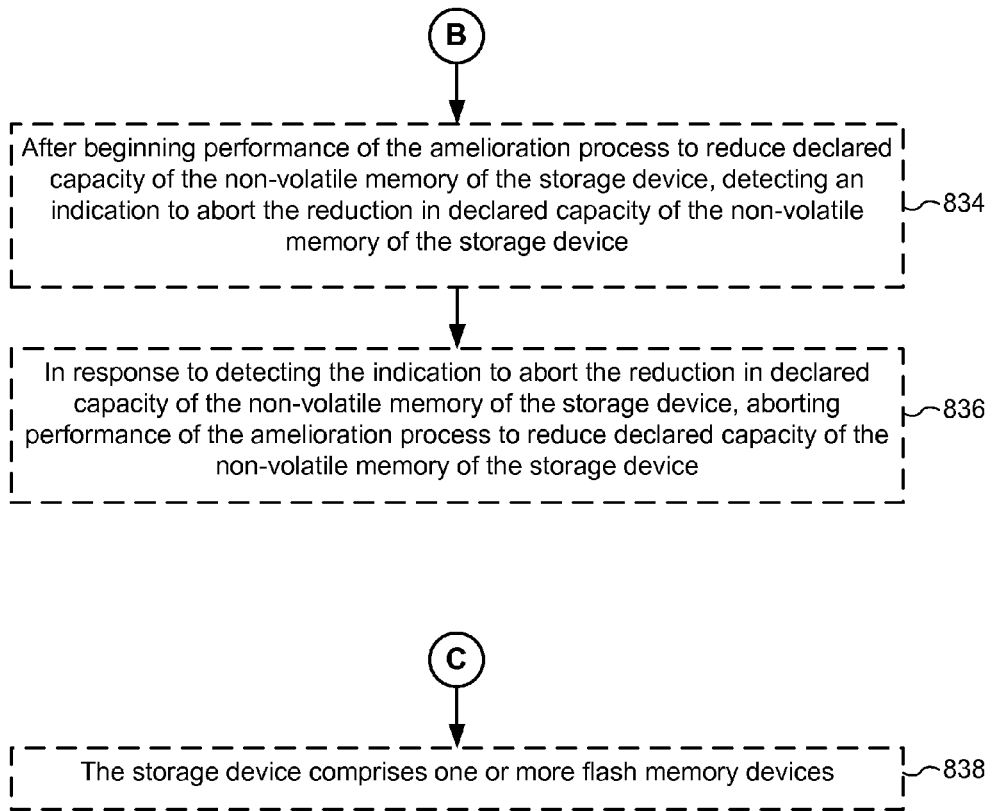 B
After beginning performance of the amelioration process to reduce declared
capacity of the non-volatile memory of the storage device, detecting an
indication to abort the reduction in declared capacity of the non-volatile
memory of the storage device
834
In response to detecting the indication to abort the reduction in declared
capacity of the non-volatile memory of the storage device, aborting
performance of the amelioration process to reduce declared capacity of the
non-volatile memory of the storage device
836
C
The storage device comprises one or more flash memory devices
838